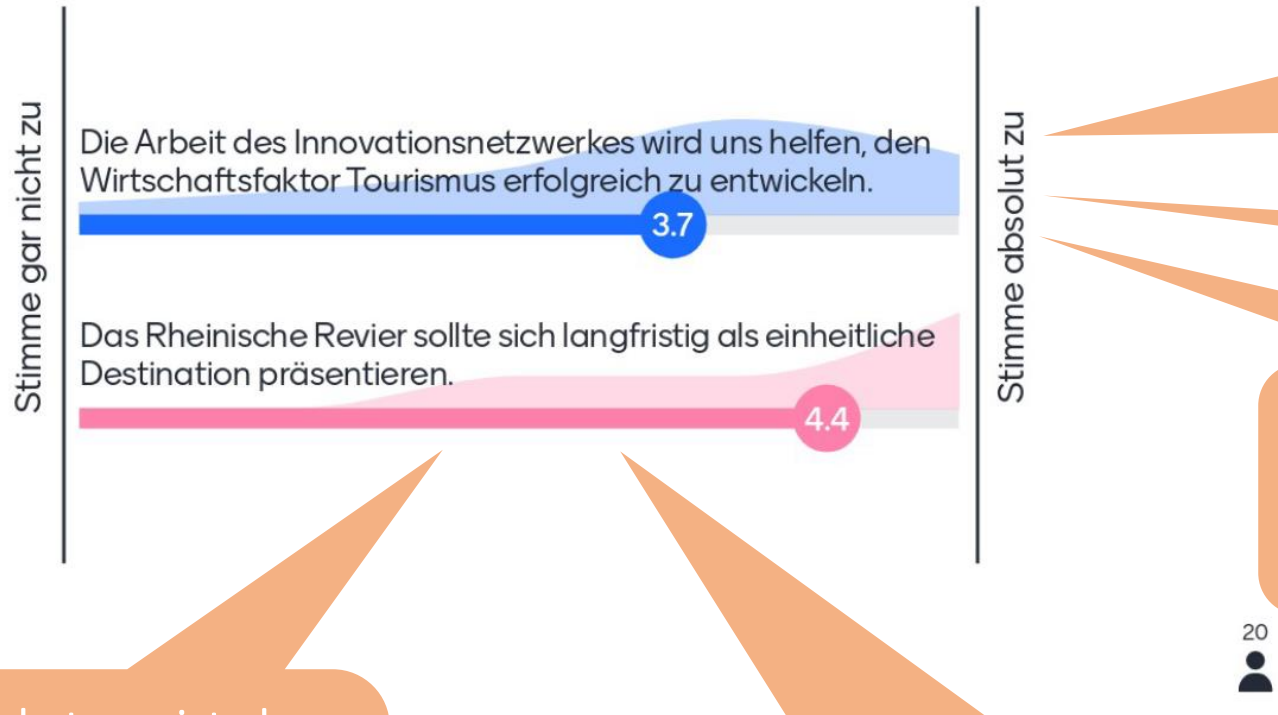 Stimme gar nicht zu
Die Arbeit des Innovationsnetzwerkes wird uns helfen, den
Wirtschaftsfaktor Tourismus erfolgreich zu entwickeln.
3.7
Das Rheinische Revier sollte sich langfristig als einheitliche
Destination präsentieren.
4.4
Stimme absolut zu
20